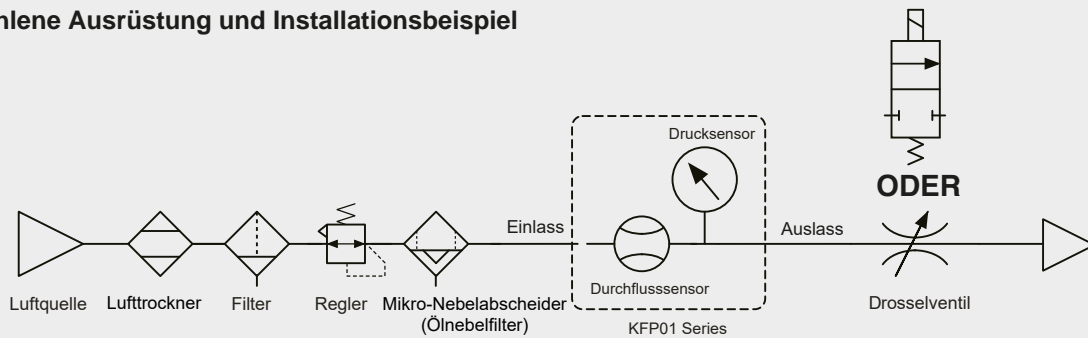 hlene Ausrüstung und Installationsbeispiel
Drucksensor
ODER
Einlass
Auslass
Luftquelle
Lufttrockner
Filter
Regler
Mikro-Nebelabscheider
(Ölnebelfilter)
Durchflusssensor
Drosselventil
KFP01 Series